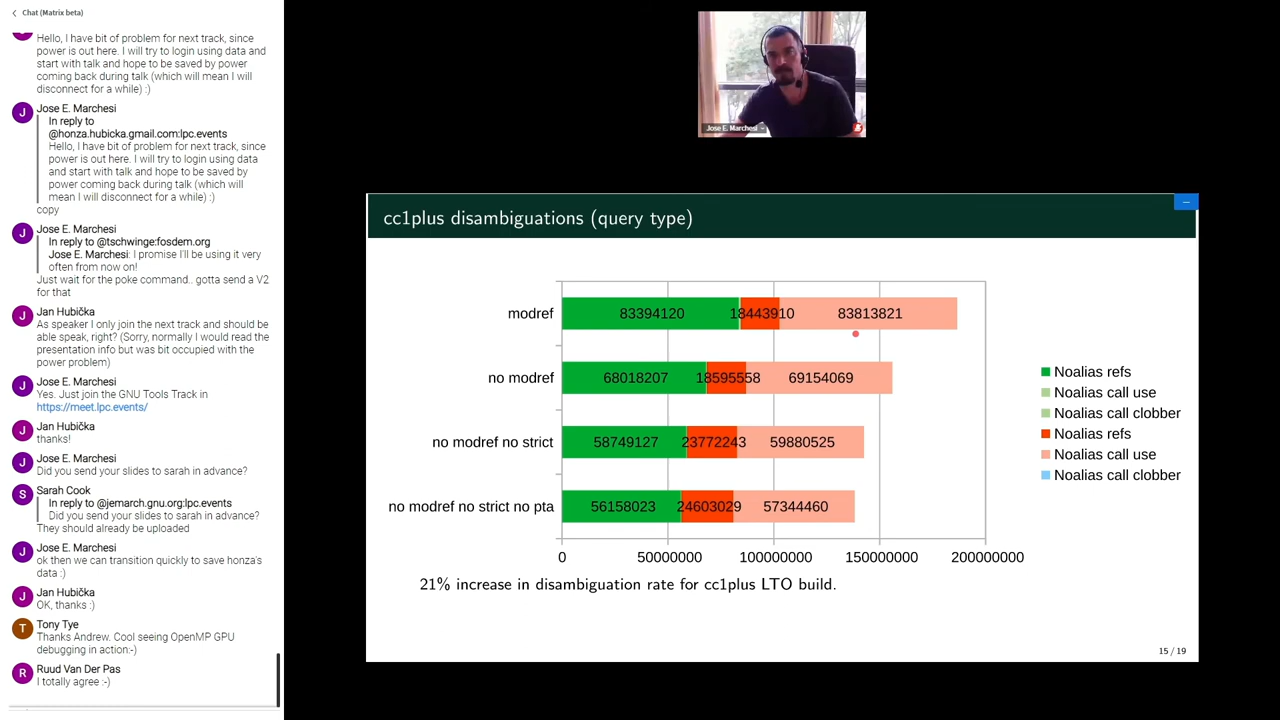 Chat (Matrix beta)
Hello, I have bit of problem for next track, since
power is out here. I will try to login using data and
start with talk and hope to be saved by power
coming back during talk (which will mean I will
disconnect for a while) :)
J
Jose E. Marchesi
In reply to
@honza.hubicka.gmail.com:lpc.events
Hello, I have bit of problem for next track, since
power is out here. I will try to login using data
and start with talk and hope to be saved by
power coming back during talk (which will
mean I will disconnect for a while) :)
copy
J
Jose E. Marchesi
In reply to @tschwinge:fosdem.org
Jose E. Marchesi: I promise I'll be using it very
often from now on!
Just wait for the poke command.. gotta send a V2
for that
J
Jan Hubička
As speaker I only join the next track and should be
able speak, right? (Sorry, normally I would read the
presentation info but was bit occupied with the
power problem)
J
Jose E. Marchesi
Yes. Just join the GNU Tools Track in
https://meet.lpc.events/
J
Jan Hubička
thanks!
J
Jose E. Marchesi
Did you send your slides to sarah in advance?
S
Sarah Cook
In reply to @jemarch.gnu.org:lpc.events
Did you send your slides to sarah in advance?
They should already be uploaded
J
Jose E. Marchesi
ok then we can transition quickly to save honza's
data :)
J
Jan Hubička
OK, thanks :)
T
Tony Tye
Thanks Andrew. Cool seeing OpenMP GPU
debugging in action:-)
R
Ruud Van Der Pas
I totally agree :-)
Jose E. Marchesi
cc1plus disambiguations (query type)
modref 83394120 18443910 83813821
no modref 68018207 18595558 69154069
no modref no strict 58749127 23772243 59880525
no modref no strict no pta 56158023 24603029 57344460
0 50000000 100000000 150000000 200000000
Noalias refs
Noalias call use
Noalias call clobber
Noalias refs
Noalias call use
Noalias call clobber
21% increase in disambiguation rate for cc1plus LTO build.
15 / 19